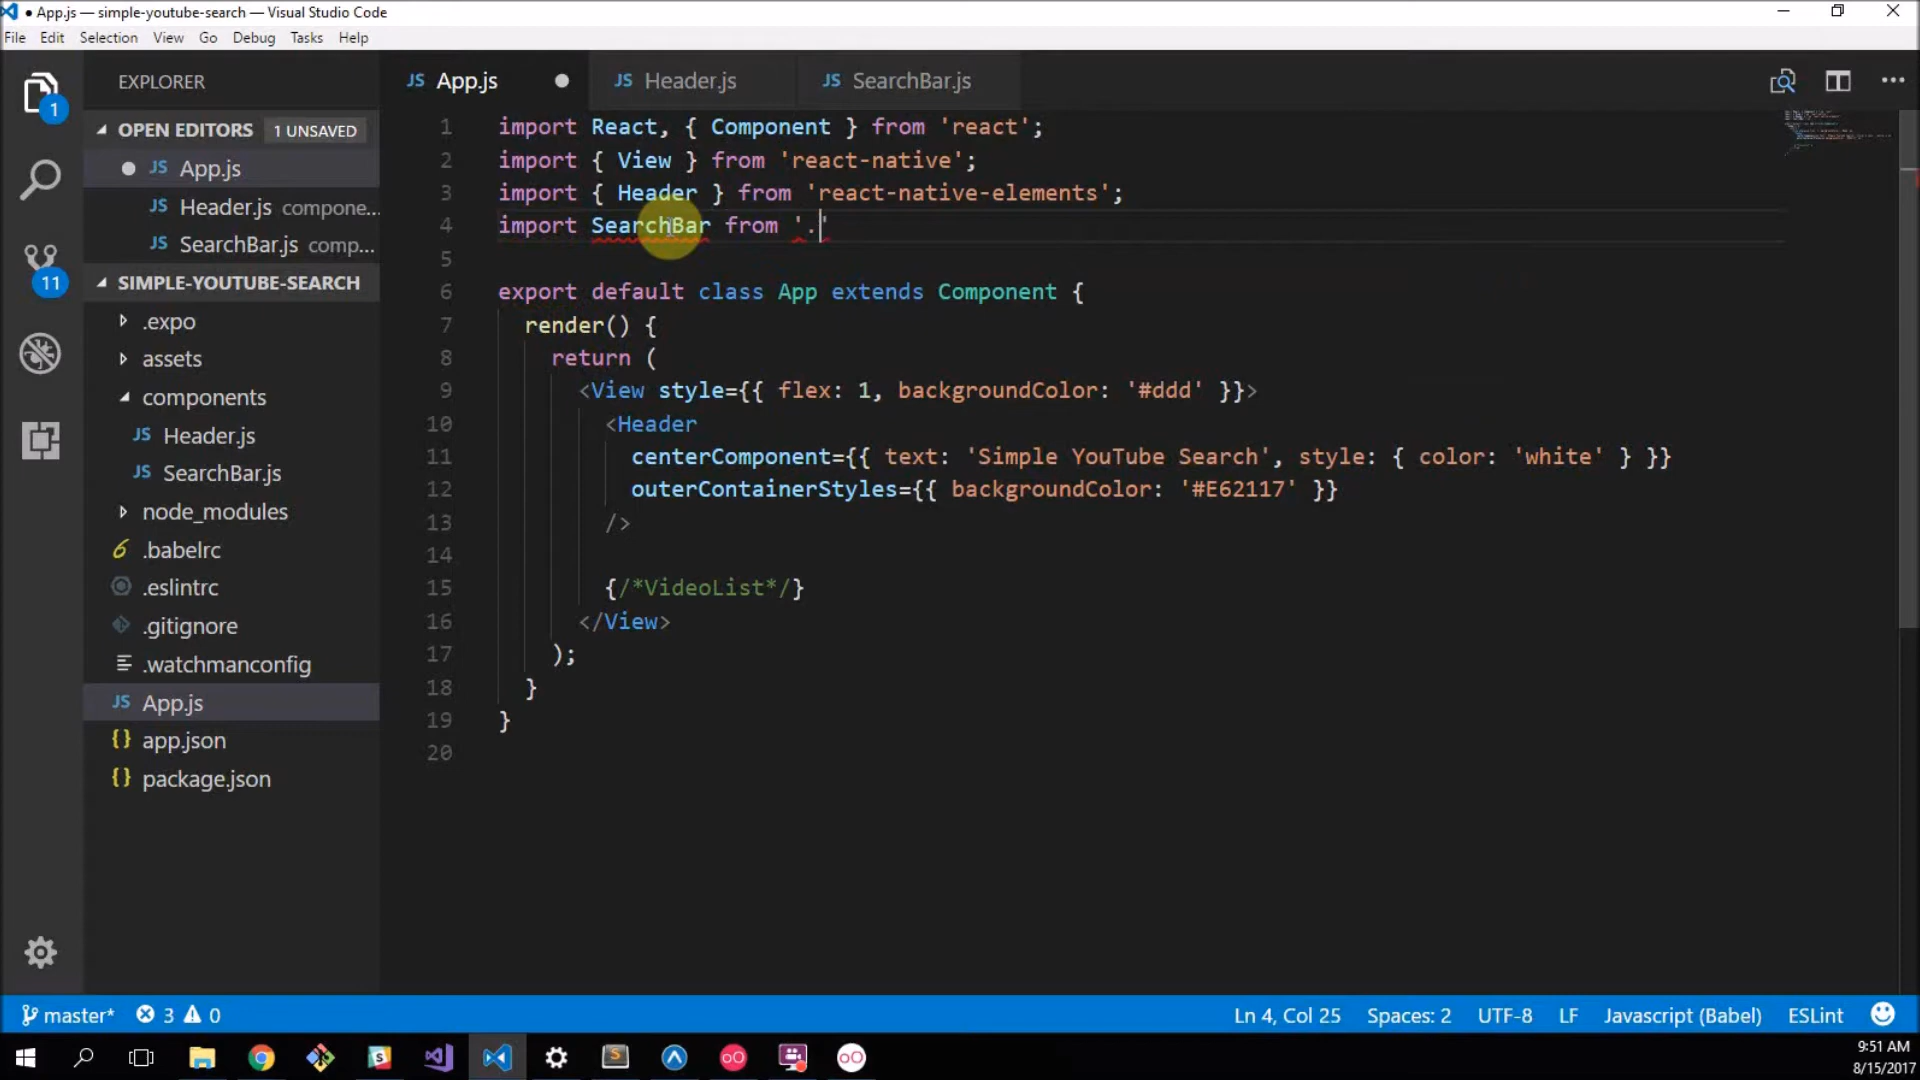 App.js — simple-youtube-search — Visual Studio Code
File Edit Selection View Go Debug Tasks Help
EXPLORER
OPEN EDITORS 1 UNSAVED
JS App.js
JS Header.js compone...
JS SearchBar.js comp...
SIMPLE-YOUTUBE-SEARCH
.expo
assets
components
JS Header.js
JS SearchBar.js
node_modules
.babelrc
.eslintrc
.gitignore
.watchmanconfig
JS App.js
{} app.json
{} package.json
1
11
JS App.js JS Header.js JS SearchBar.js
1 import React, { Component } from 'react';
2 import { View } from 'react-native';
3 import { Header } from 'react-native-elements';
4 import SearchBar from '.'
5
6 export default class App extends Component {
7 render() {
8 return (
9 <View style={{ flex: 1, backgroundColor: '#ddd' }}>
10 <Header
11 centerComponent={{ text: 'Simple YouTube Search', style: { color: 'white' } }}
12 outerContainerStyles={{ backgroundColor: '#E62117' }}
13 />
14
15 {/*VideoList*/}
16 </View>
17 );
18 }
19 }
20
master* 3 0 Ln 4, Col 25 Spaces: 2 UTF-8 LF Javascript (Babel) ESLint
9:51 AM
8/15/2017